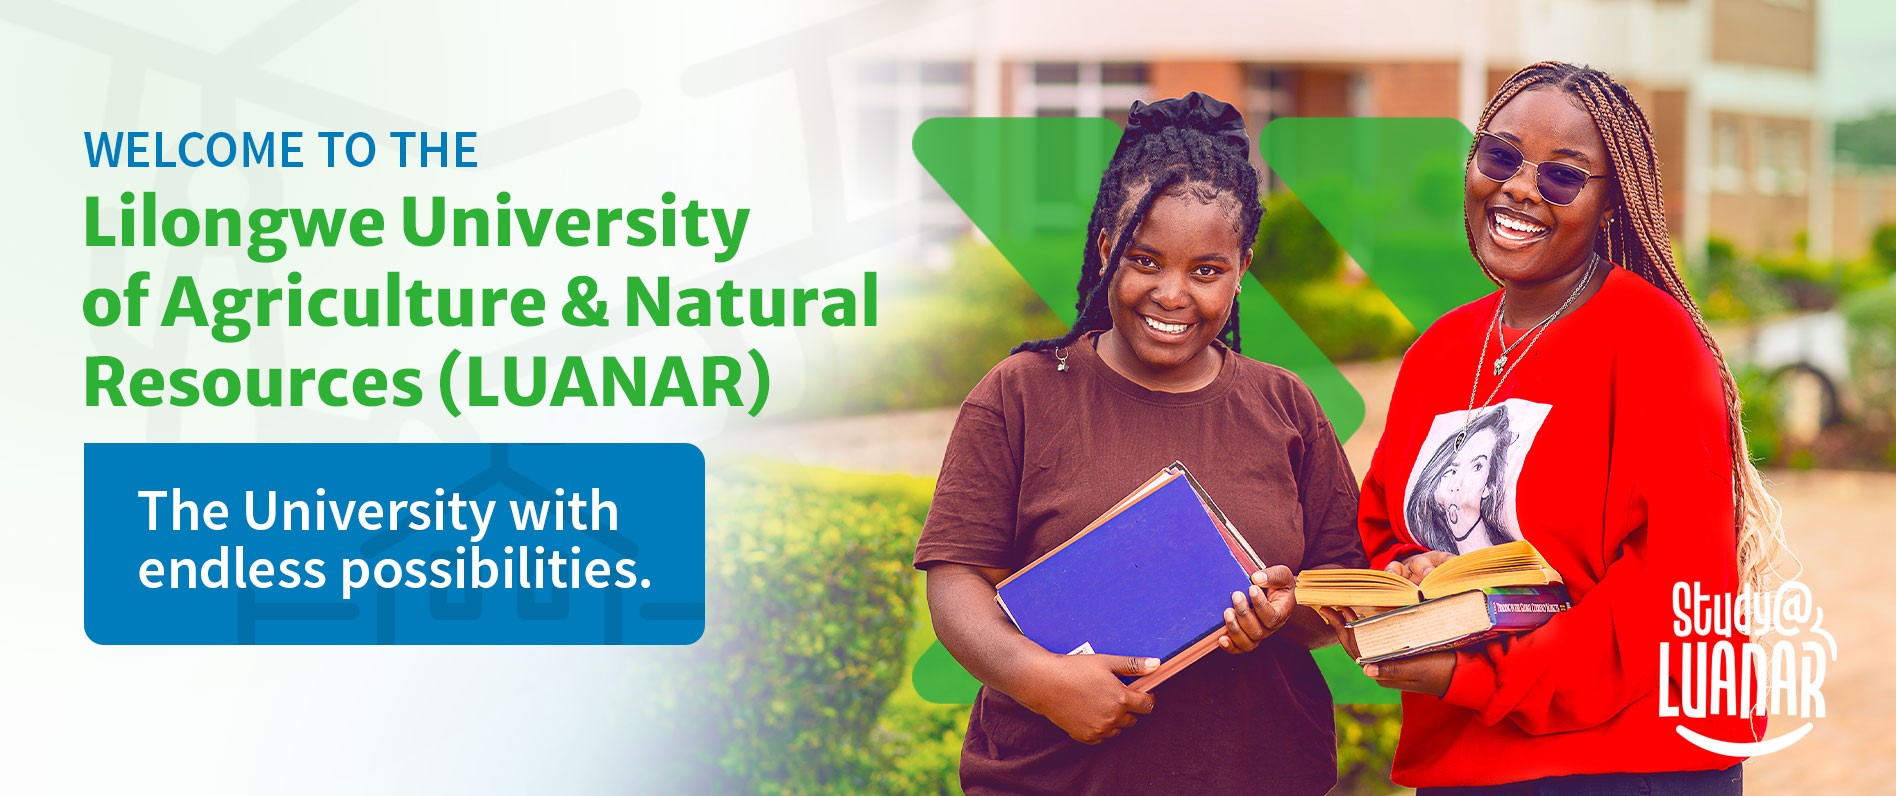 WELCOME TO THE
Lilongwe University
of Agriculture & Natural
Resources (LUANAR)
The University with
endless possibilities.
Study@
LUANAR